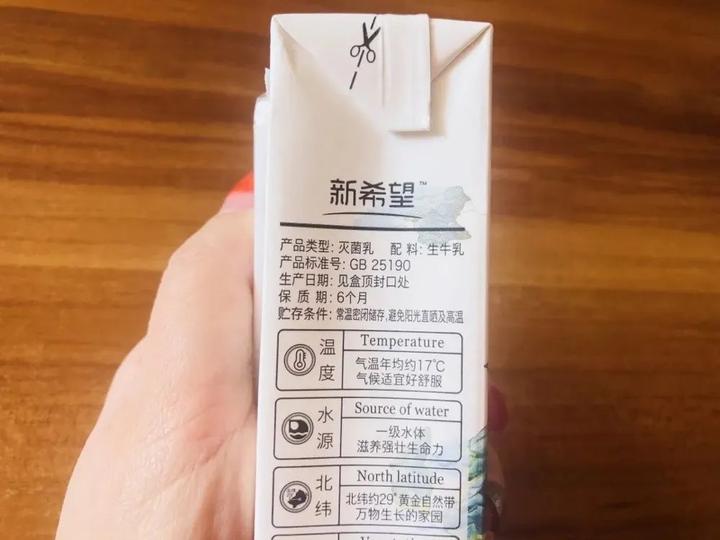 新希望™
产品类型: 灭菌乳 配 料: 生牛乳
产品标准号: GB 25190
生产日期: 见盒顶封口处
保 质 期: 6个月
贮存条件: 常温密闭储存,避免阳光直晒及高温
温度
Temperature
气温年均约17℃
气候适宜好舒服
水源
Source of water
一级水体
滋养强壮生命力
北纬
North latitude
北纬约29°黄金自然带
万物生长的家园